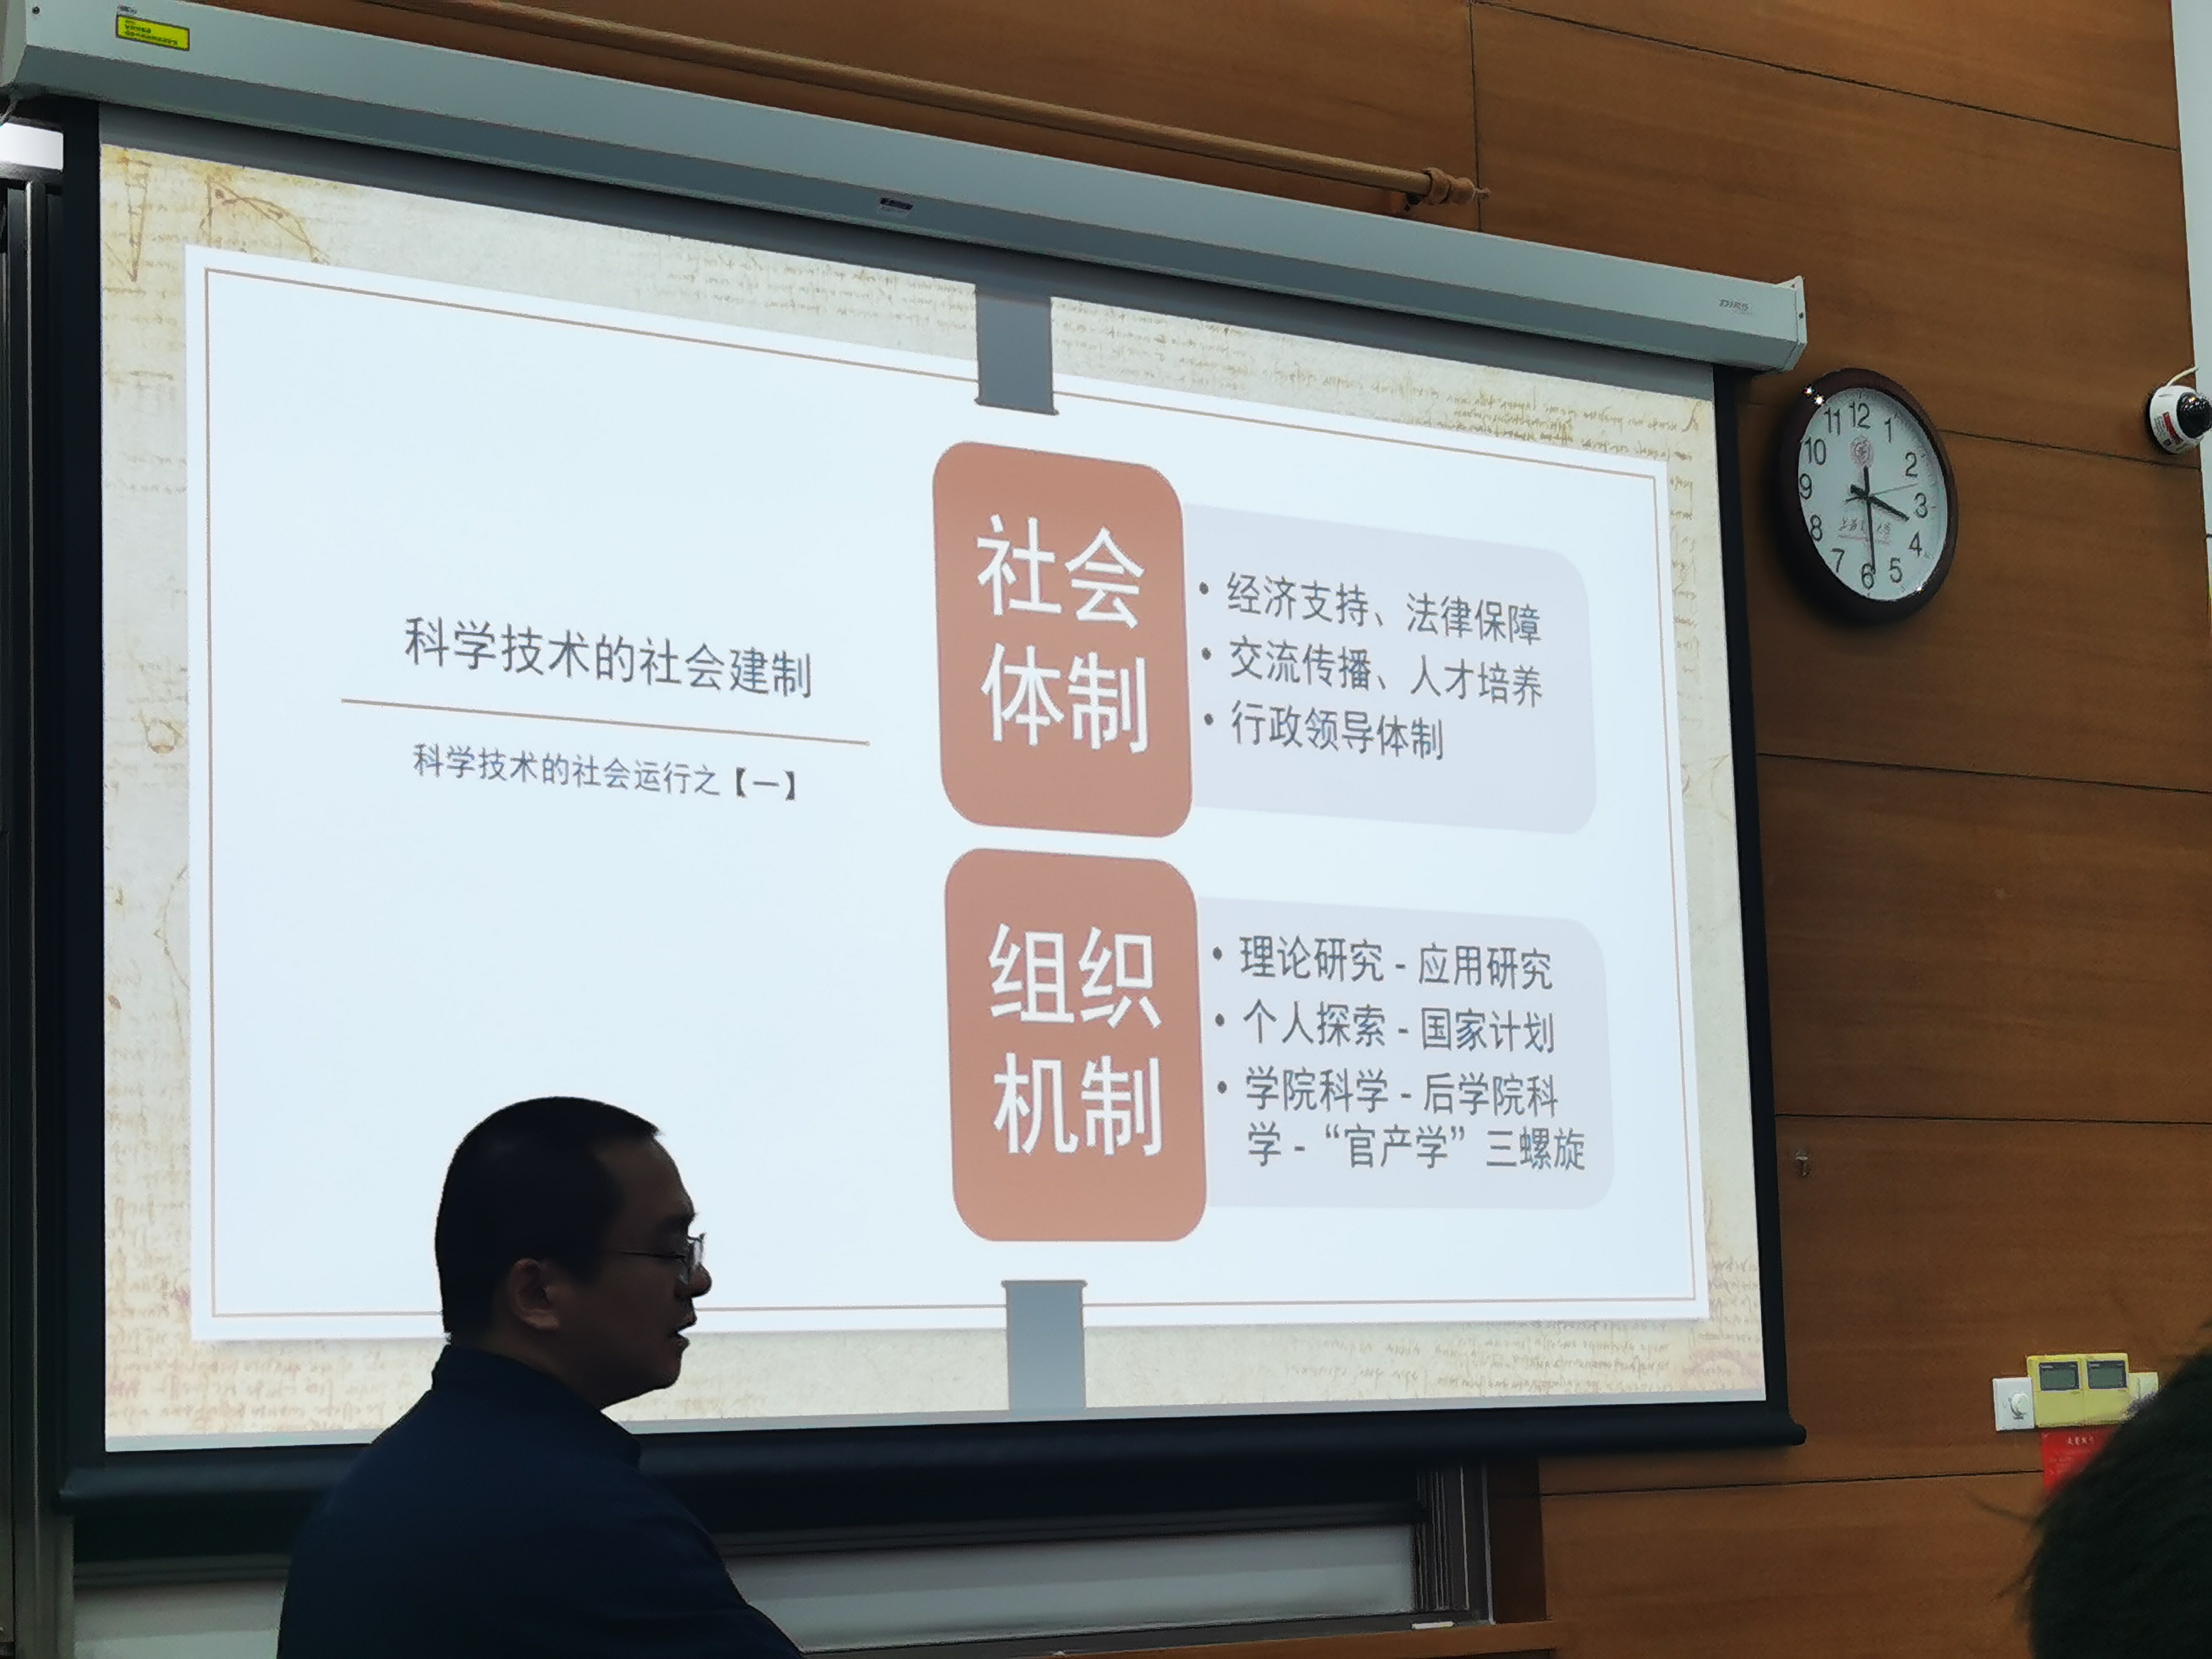 科学技术的社会建制
科学技术的社会运行之【一】
社会
体制
• 经济支持、法律保障
• 交流传播、人才培养
• 行政领导体制
组织
机制
• 理论研究 - 应用研究
• 个人探索 - 国家计划
• 学院科学 - 后学院科
学 - “官产学” 三螺旋
12
1
2
3
4
5
6
7
8
9
10
11